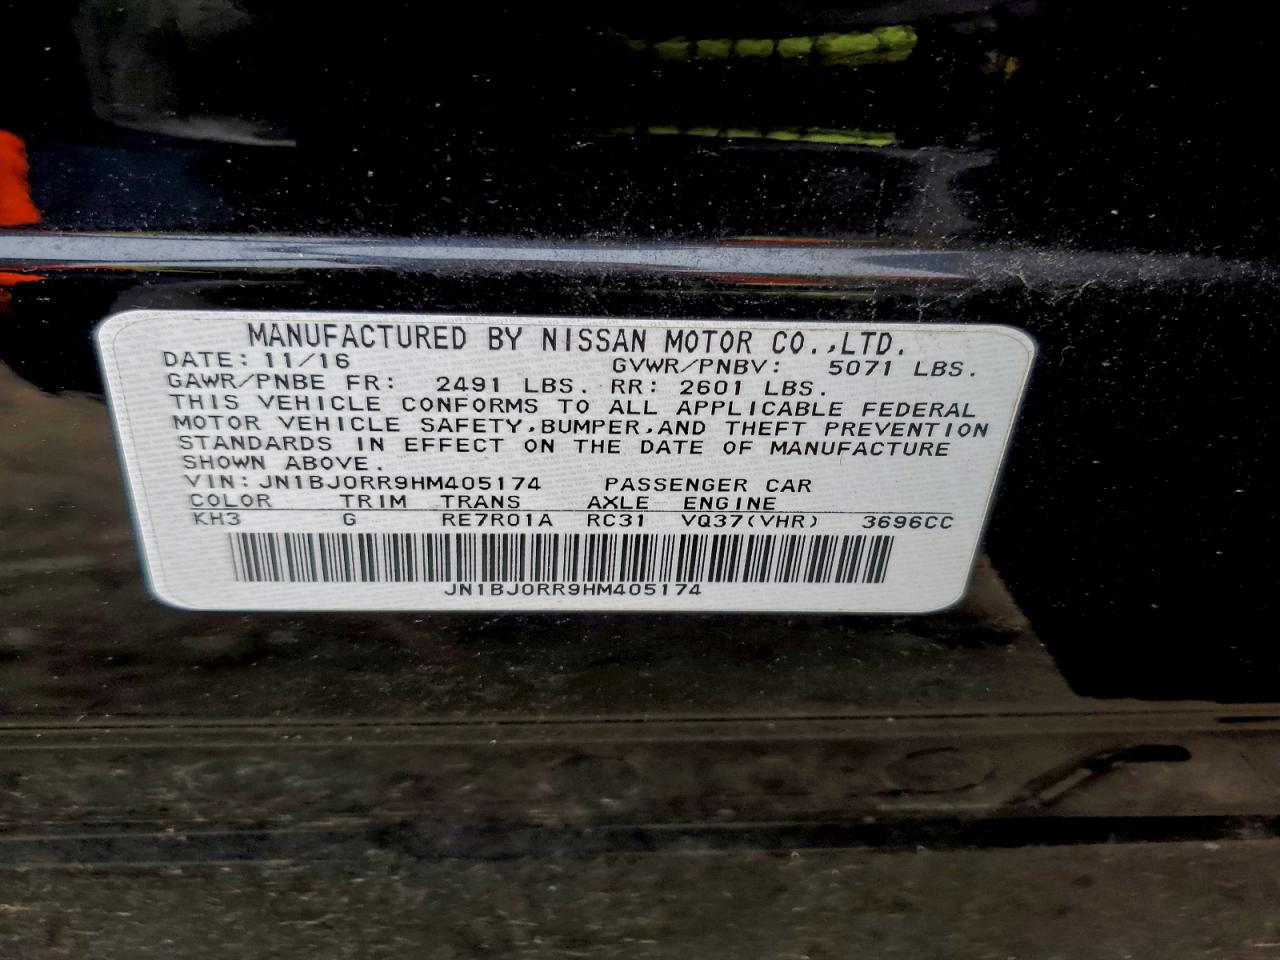 MANUFACTURED BY NISSAN MOTOR CO.,LTD.
DATE: 11/16 GVWR/PNBV: 5071 LBS.
GAWR/PNBE FR: 2491 LBS. RR: 2601 LBS.
THIS VEHICLE CONFORMS TO ALL APPLICABLE FEDERAL
MOTOR VEHICLE SAFETY,BUMPER,AND THEFT PREVENTION
STANDARDS IN EFFECT ON THE DATE OF MANUFACTURE
SHOWN ABOVE.
VIN: JN1BJ0RR9HM405174 PASSENGER CAR
COLOR TRIM TRANS AXLE ENGINE
KH3 G RE7R01A RC31 VQ37(VHR) 3696CC
JN1BJ0RR9HM405174